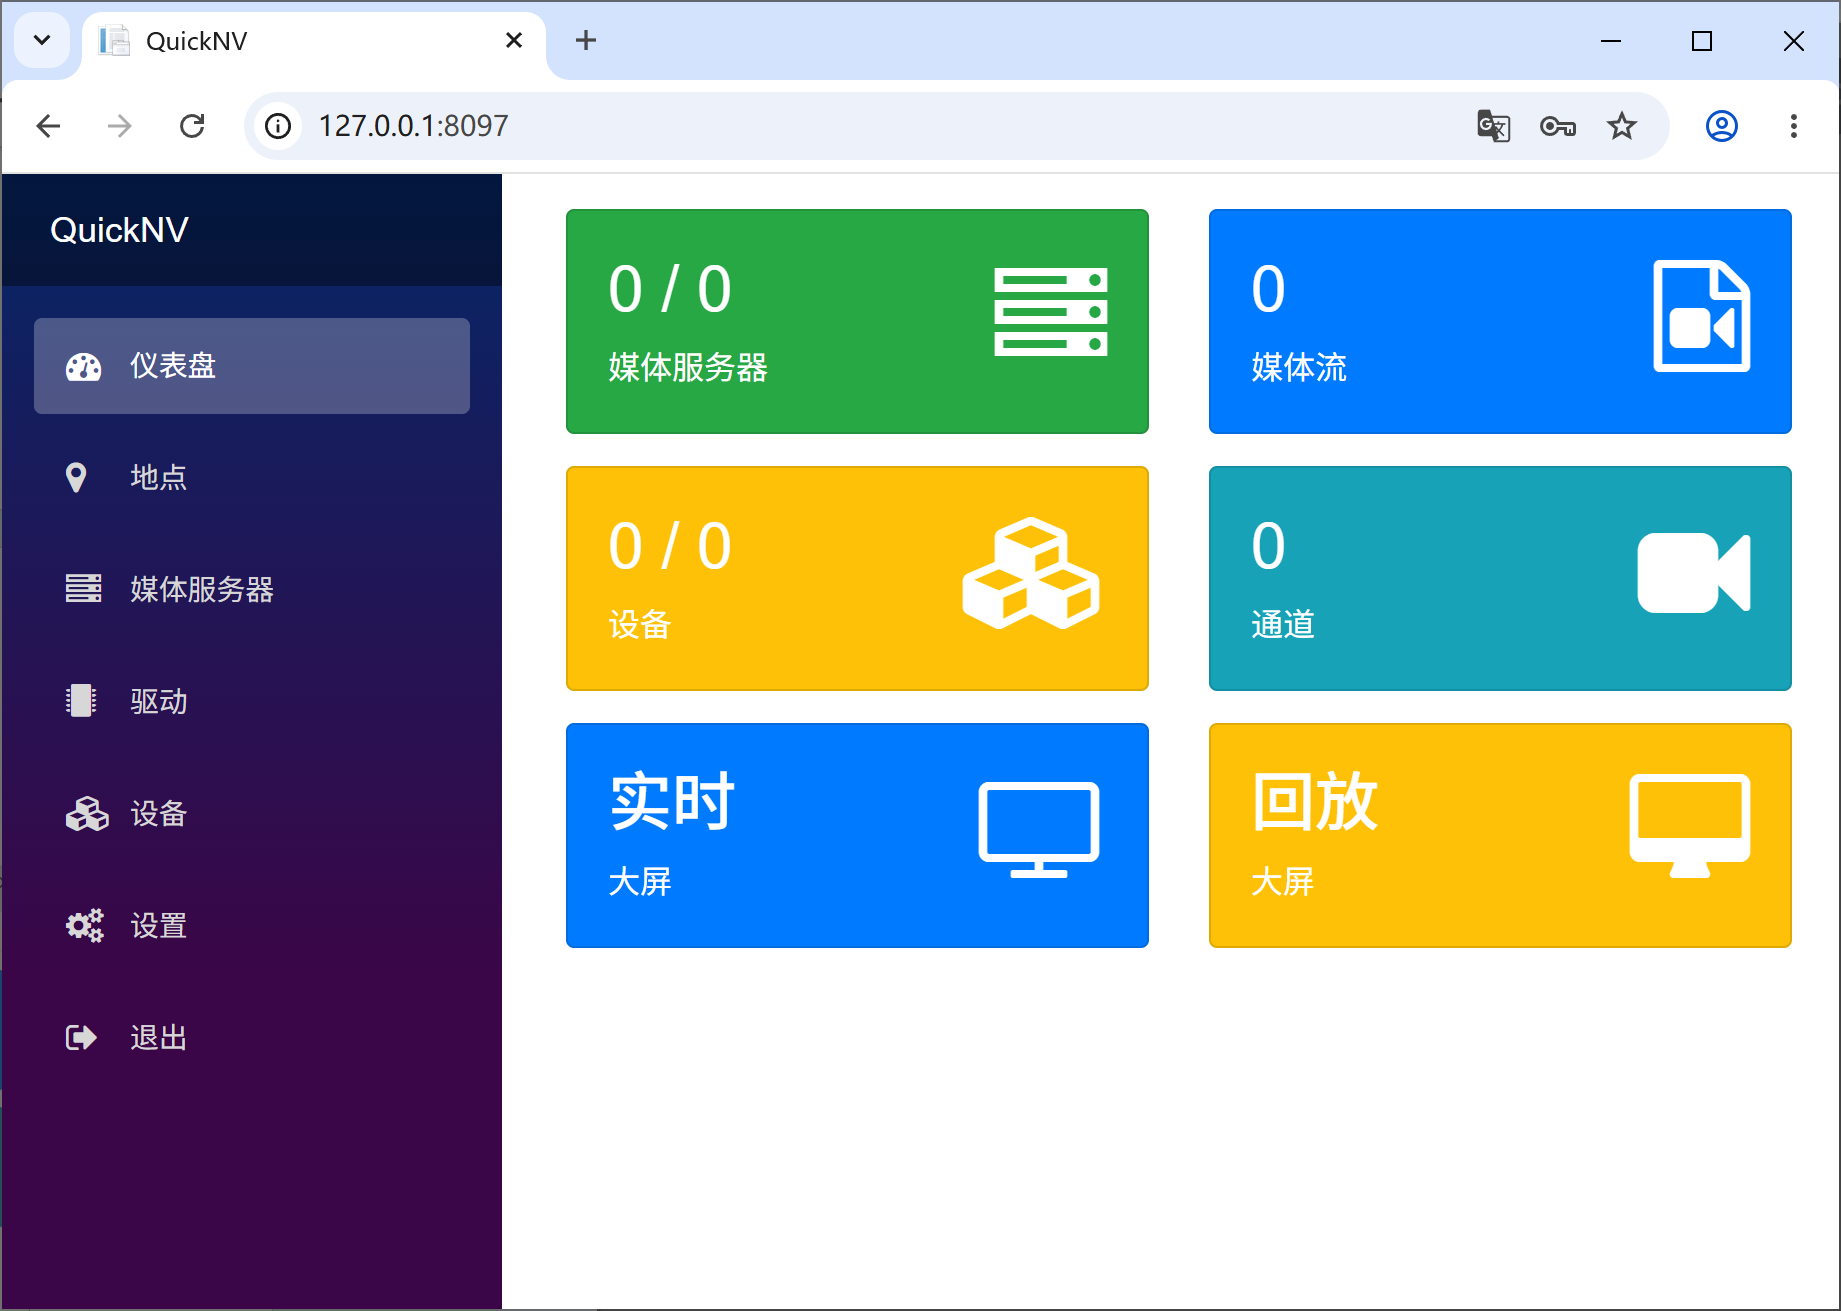 QuickNV
127.0.0.1:8097
QuickNV
仪表盘
地点
媒体服务器
驱动
设备
设置
退出
0 / 0
媒体服务器
0
媒体流
0 / 0
设备
0
通道
实时
大屏
回放
大屏